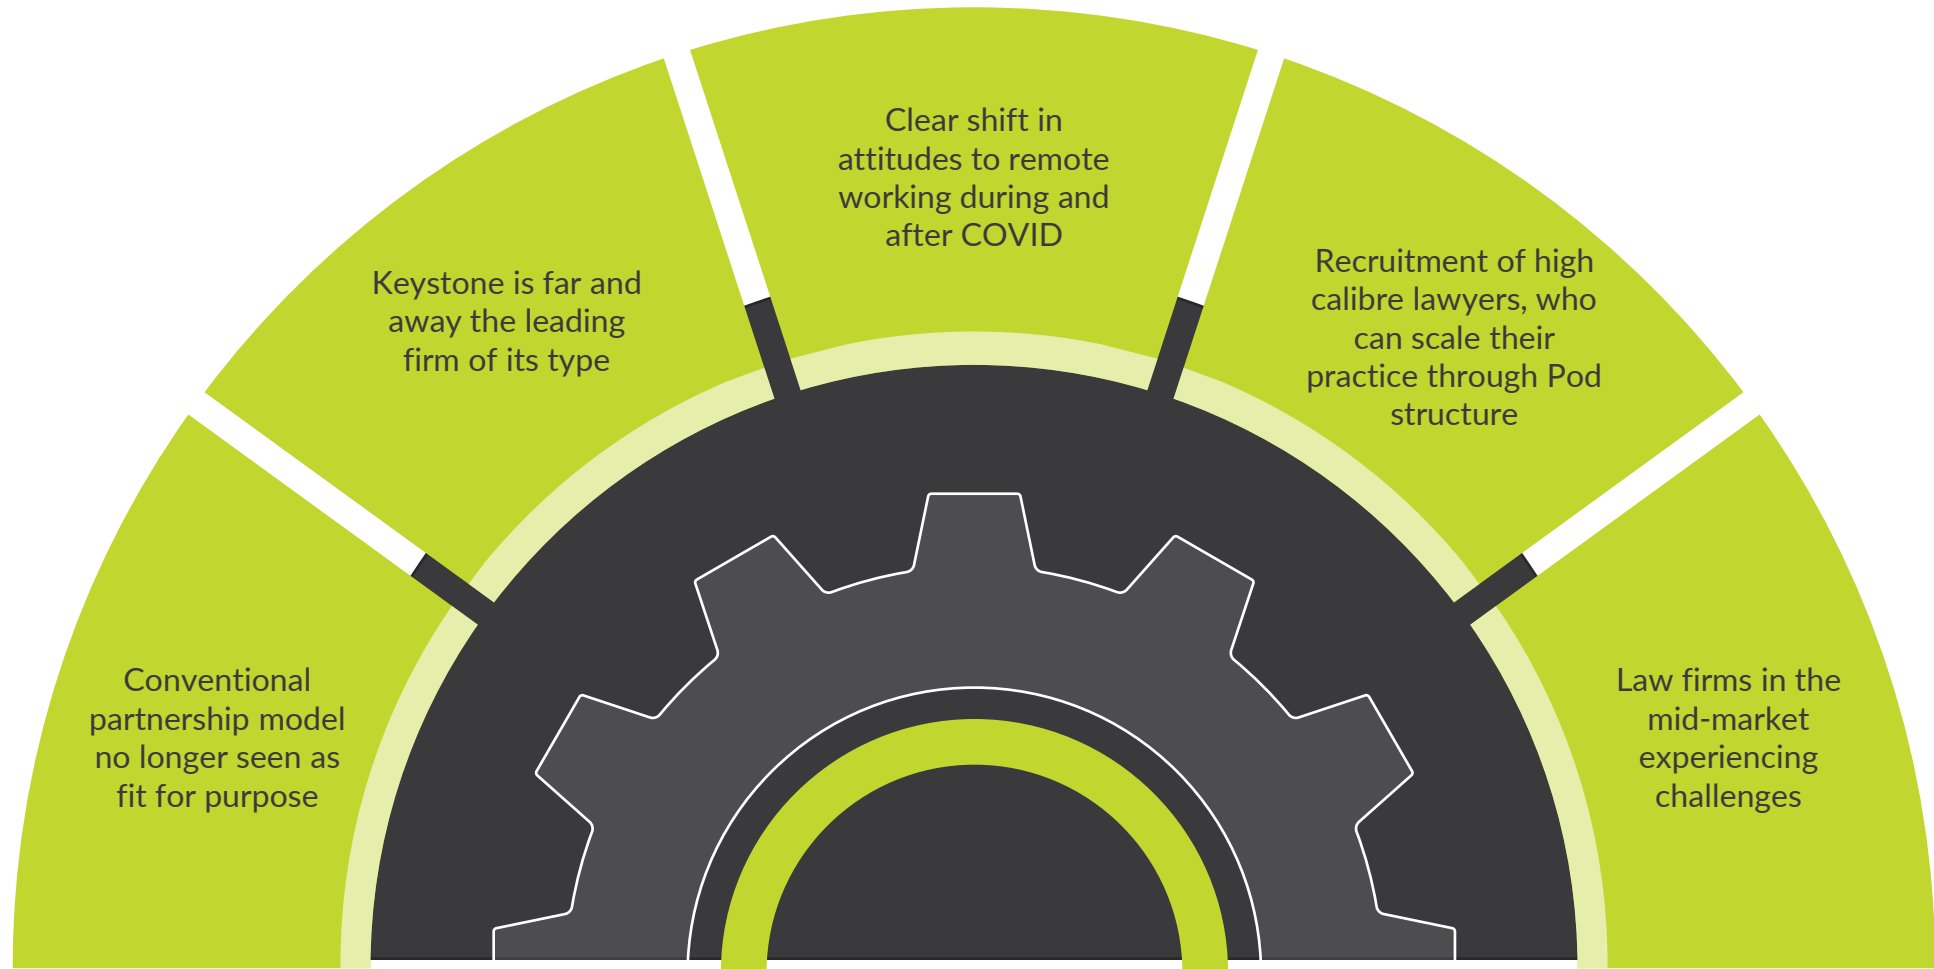 Conventional
partnership model
no longer seen as
fit for purpose
Keystone is far and
away the leading
firm of its type
Clear shift in
attitudes to remote
working during and
after COVID
Recruitment of high
calibre lawyers, who
can scale their
practice through Pod
structure
Law firms in the
mid-market
experiencing
challenges